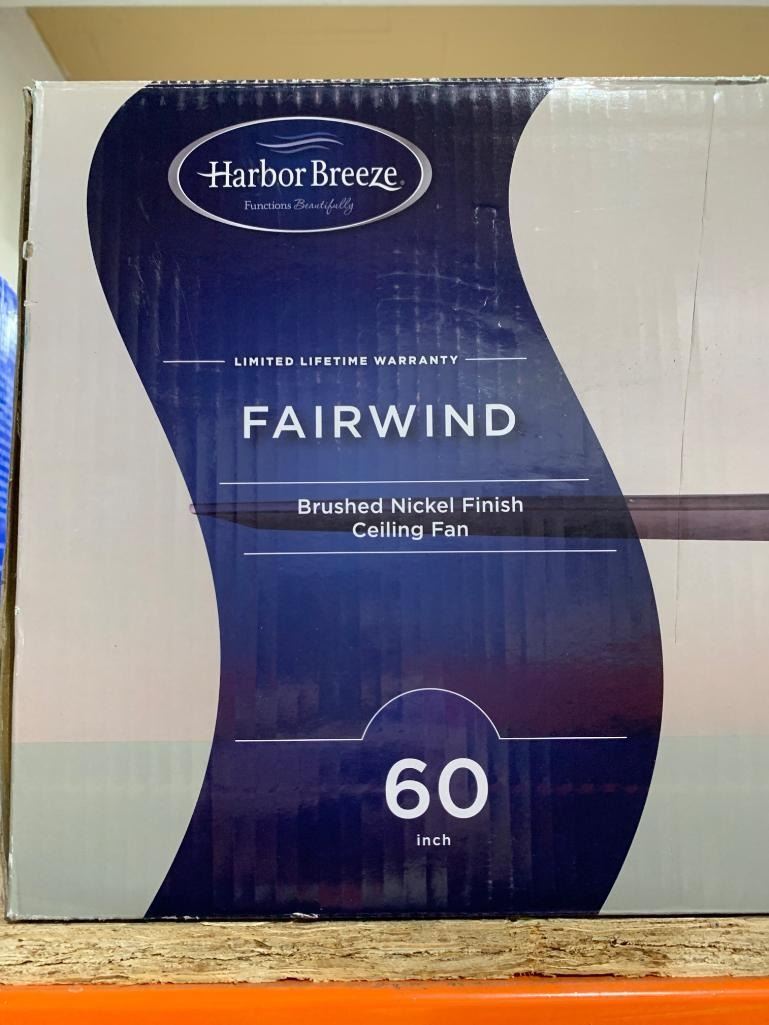 Harbor Breeze®
Functions Beautifully
LIMITED LIFETIME WARRANTY
FAIRWIND
Brushed Nickel Finish
Ceiling Fan
60
inch